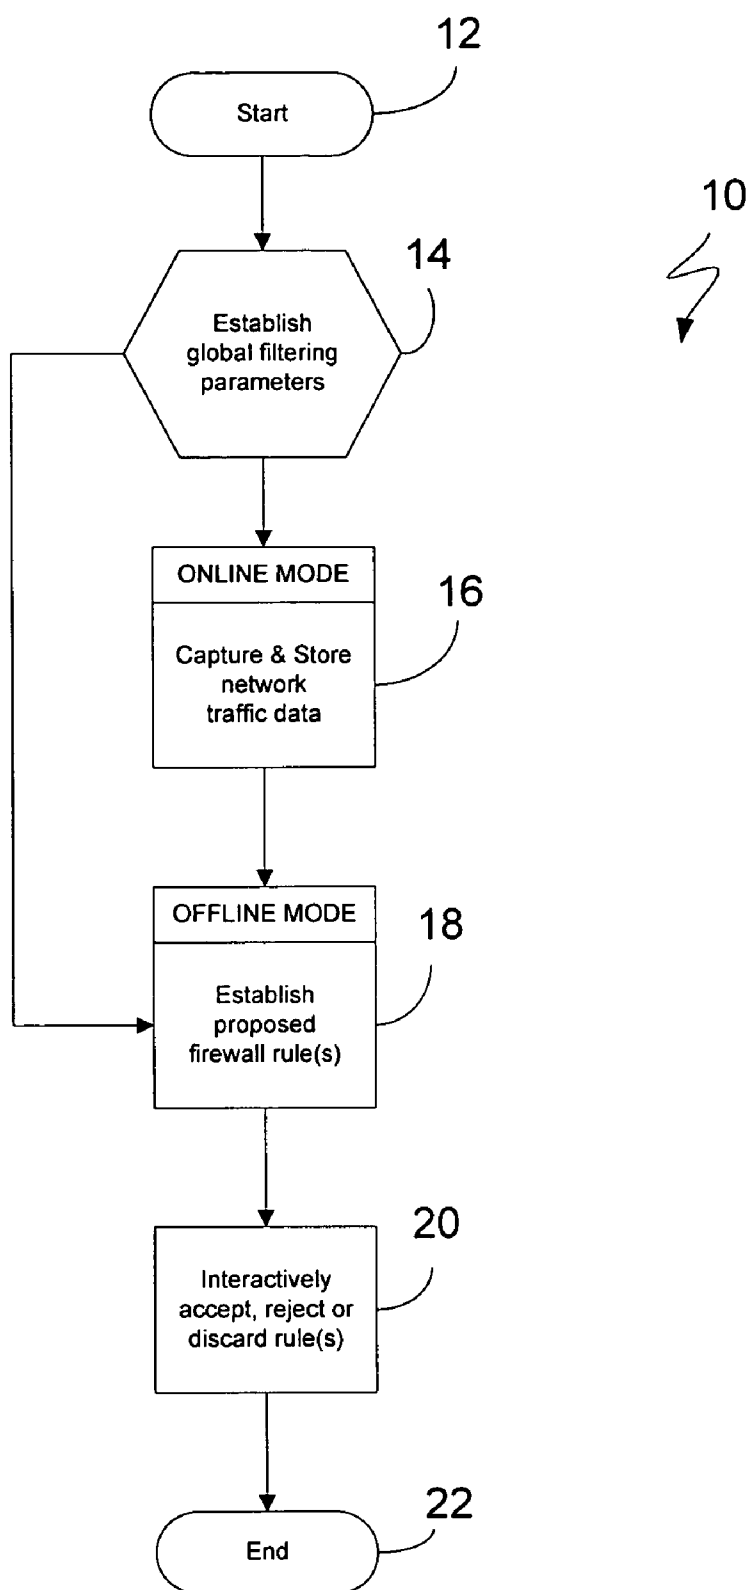 12
Start
10
14
Establish
global filtering
parameters
ONLINE MODE
16
Capture & Store
network
traffic data
OFFLINE MODE
18
Establish
proposed
firewall rule(s)
20
Interactively
accept, reject or
discard rule(s)
22
End